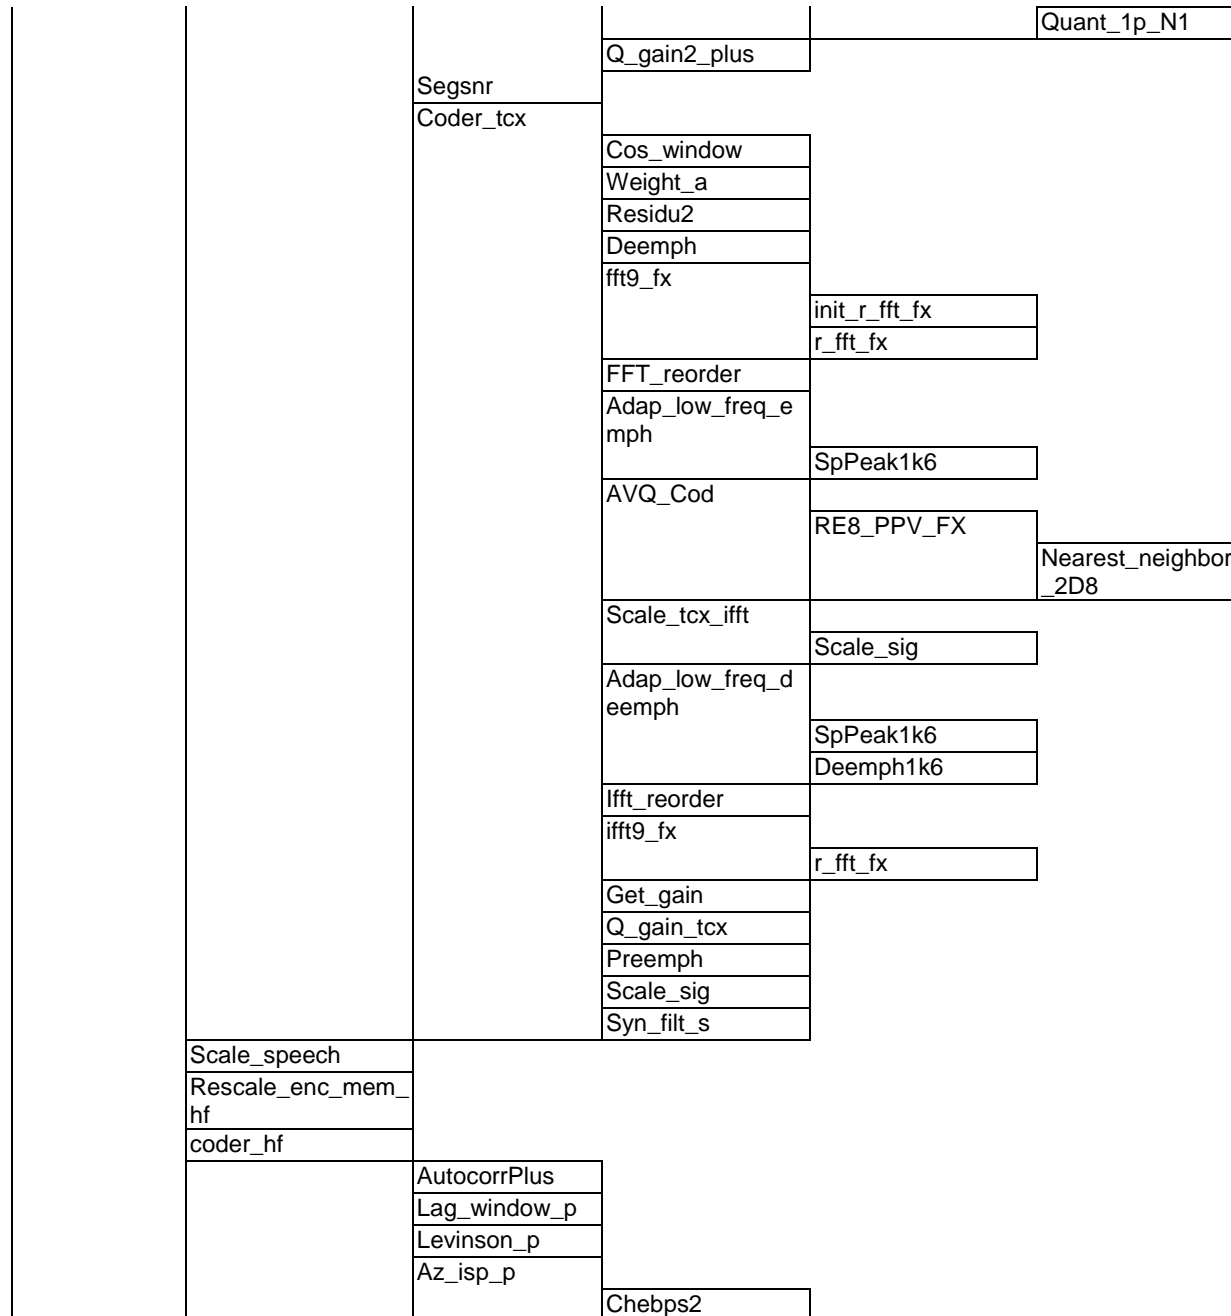 Quant_1p_N1
Q_gain2_plus
Segsnr
Coder_tcx
Cos_window
Weight_a
Residu2
Deemph
fft9_fx
init_r_fft_fx
r_fft_fx
FFT_reorder
Adap_low_freq_e
mph
SpPeak1k6
AVQ_Cod
RE8_PPV_FX
Nearest_neighbor
_2D8
Scale_tcx_ifft
Scale_sig
Adap_low_freq_d
eemph
SpPeak1k6
Deemph1k6
Ifft_reorder
ifft9_fx
r_fft_fx
Get_gain
Q_gain_tcx
Preemph
Scale_sig
Syn_filt_s
Scale_speech
Rescale_enc_mem_
hf
coder_hf
AutocorrPlus
Lag_window_p
Levinson_p
Az_isp_p
Chebps2